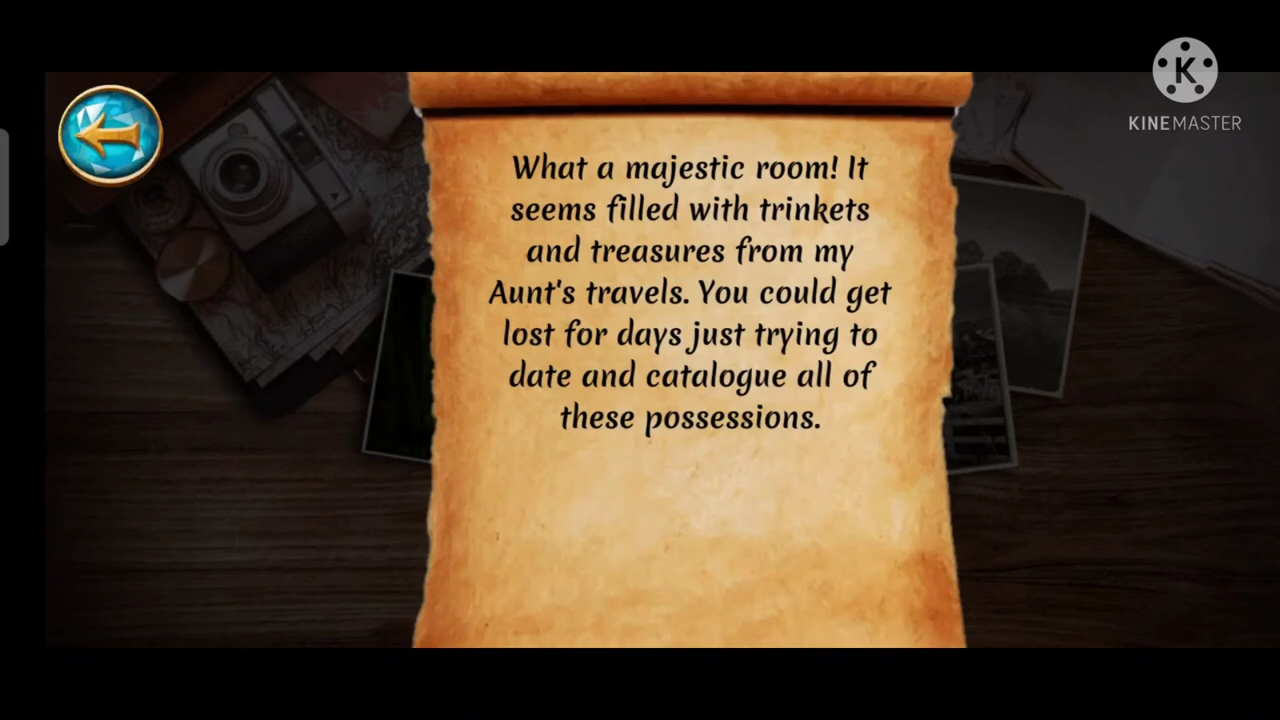 What a majestic room! It
seems filled with trinkets
and treasures from my
Aunt's travels. You could get
lost for days just trying to
date and catalogue all of
these possessions.
K
KINEMASTER